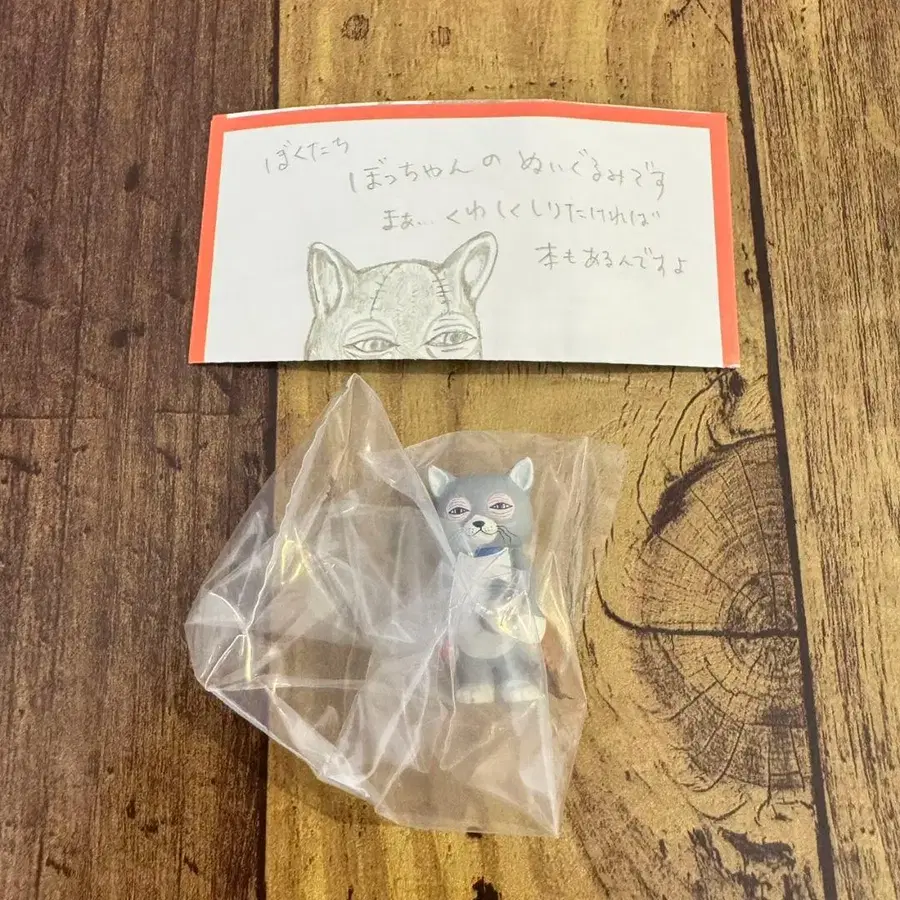 ぼくたち
ぼっちゃんの ぬいぐるみです
まぁ… くわしくしりたければ
本もあるんですよ